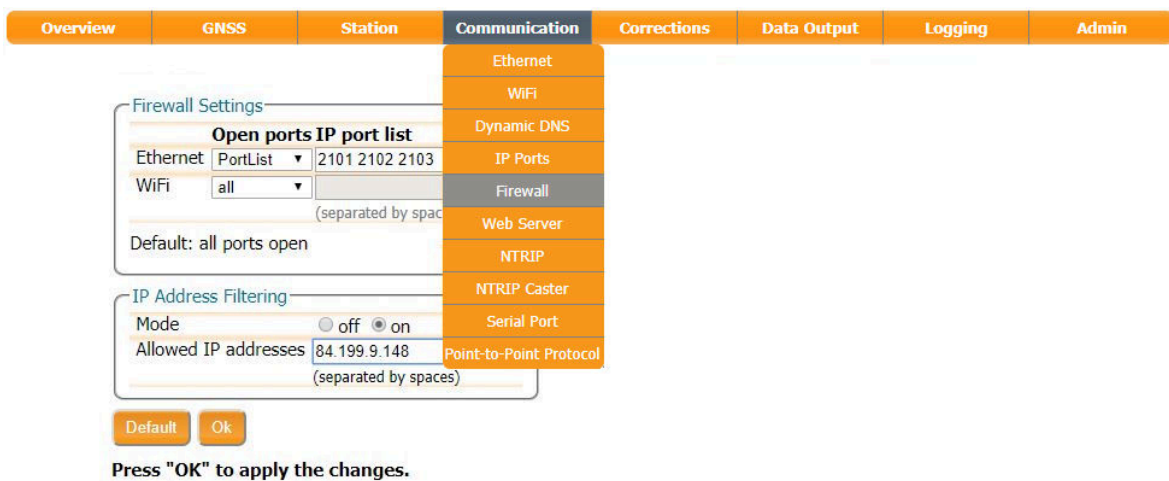 Overview GNSS Station Communication Corrections Data Output Logging Admin
Ethernet
WiFi
Dynamic DNS
IP Ports
Firewall
Web Server
NTRIP
NTRIP Caster
Serial Port
Point-to-Point Protocol
Firewall Settings
Open ports IP port list
Ethernet PortList 2101 2102 2103
WiFi all
(separated by spac
Default: all ports open
IP Address Filtering
Mode off on
Allowed IP addresses 84.199.9.148
(separated by spaces)
Default Ok
Press "OK" to apply the changes.